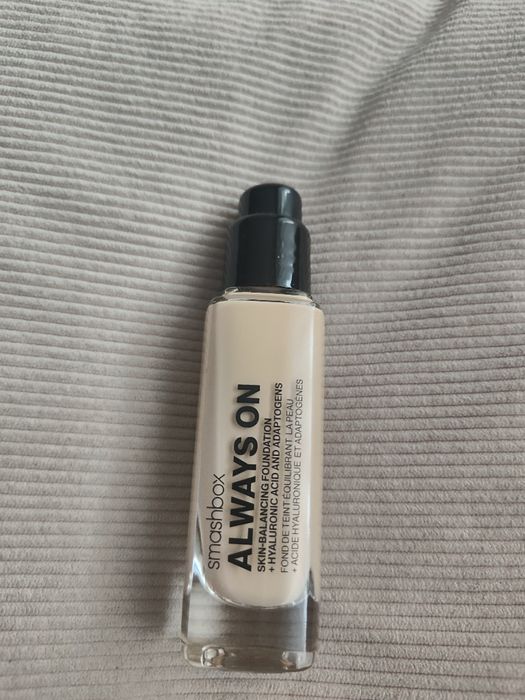 smashbox
ALWAYS ON
SKIN-BALANCING FOUNDATION
+ HYALURONIC ACID AND ADAPTOGENS
FOND DE TEINT ÉQUILIBRANT LA PEAU
+ ACIDE HYALURONIQUE ET ADAPTOGÈNES